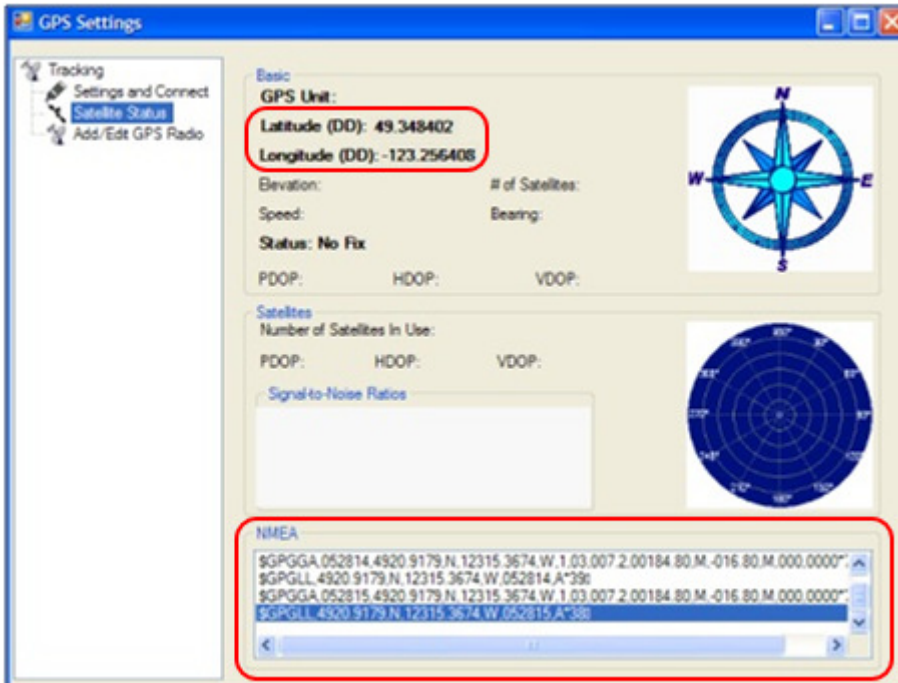 GPS Settings
Tracking
Settings and Connect
Satellite Status
Add/Edit GPS Radio
Basic
GPS Unit:
Latitude (DD): 49.348402
Longitude (DD): -123.256408
Elevation: # of Satellites:
Speed: Bearing:
Status: No Fix
PDOP: HDOP: VDOP:
N
W E
S
Satellites
Number of Satellites In Use:
PDOP: HDOP: VDOP:
Signal-to-Noise Ratios
NMEA
$GPGGA,052814,4920.9179,N,12315.3674,W,1,03,007.2,00184.80,M,-016.80,M,000.0000*
$GPGLL,4920.9179,N,12315.3674,W,052814,A*39
$GPGGA,052815,4920.9179,N,12315.3674,W,1,03,007.2,00184.80,M,-016.80,M,000.0000*
$GPGLL,4920.9179,N,12315.3674,W,052815,A*38